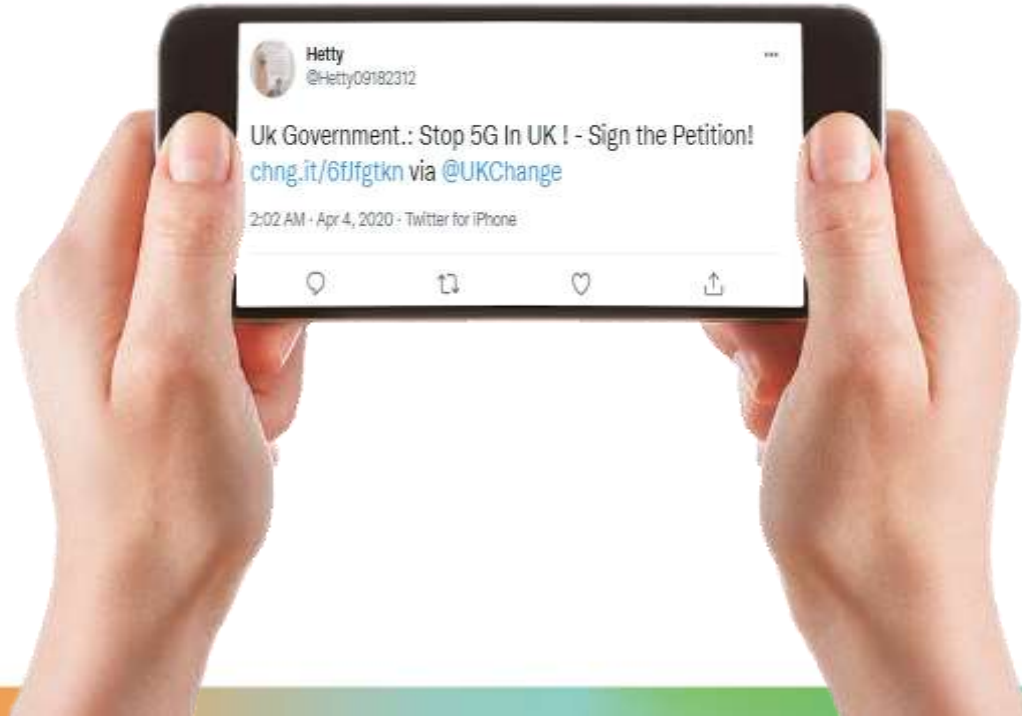 Hetty
@Hetty09182312
Uk Government.: Stop 5G In UK ! - Sign the Petition!
chng.it/6fJfgtkn via @UKChange
2:02 AM · Apr 4, 2020 · Twitter for iPhone